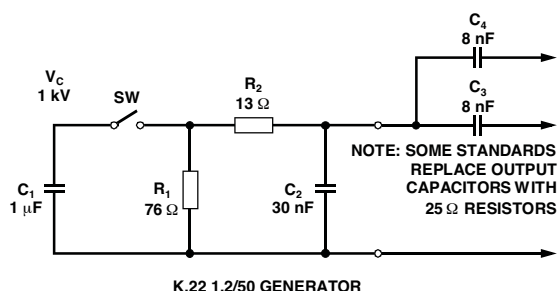 C4
8 nF
VC
1 kV
SW
R2
13 Ω
C3
8 nF
NOTE: SOME STANDARDS
REPLACE OUTPUT
CAPACITORS WITH
25 Ω RESISTORS
C1
1 μF
R1
76 Ω
C2
30 nF
K.22 1.2/50 GENERATOR